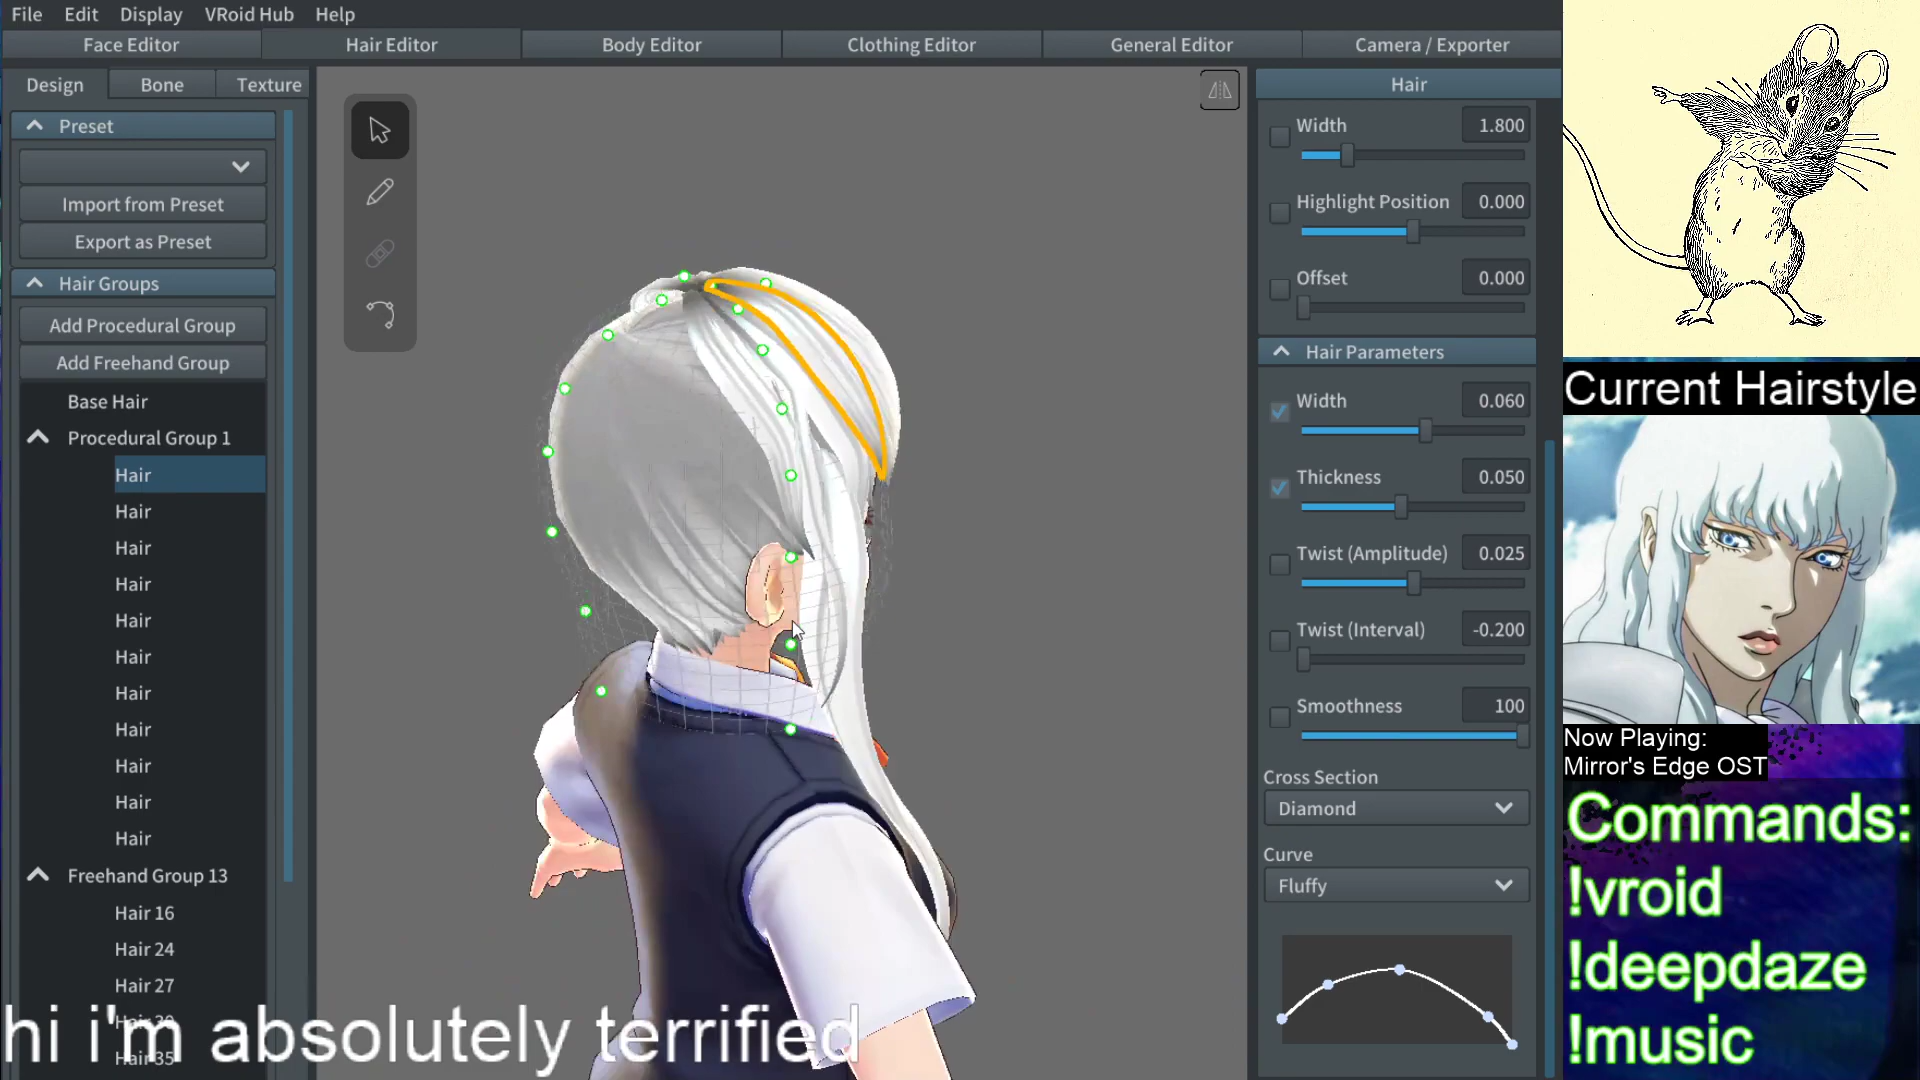 File Edit Display VRoid Hub Help
Face Editor Hair Editor Body Editor Clothing Editor General Editor Camera / Exporter
Design Bone Texture
Preset
Import from Preset
Export as Preset
Hair Groups
Add Procedural Group
Add Freehand Group
Base Hair
Procedural Group 1
Hair
Hair
Hair
Hair
Hair
Hair
Hair
Hair
Hair
Hair
Hair
Freehand Group 13
Hair 16
Hair 24
Hair 27
Hair 35
hi i'm absolutely terrified
Hair
Width 1.800
Highlight Position 0.000
Offset 0.000
Hair Parameters
Width 0.060
Thickness 0.050
Twist (Amplitude) 0.025
Twist (Interval) -0.200
Smoothness 100
Cross Section
Diamond
Curve
Fluffy
Current Hairstyle
Now Playing:
Mirror's Edge OST
Commands:
!vroid
!deepdaze
!music